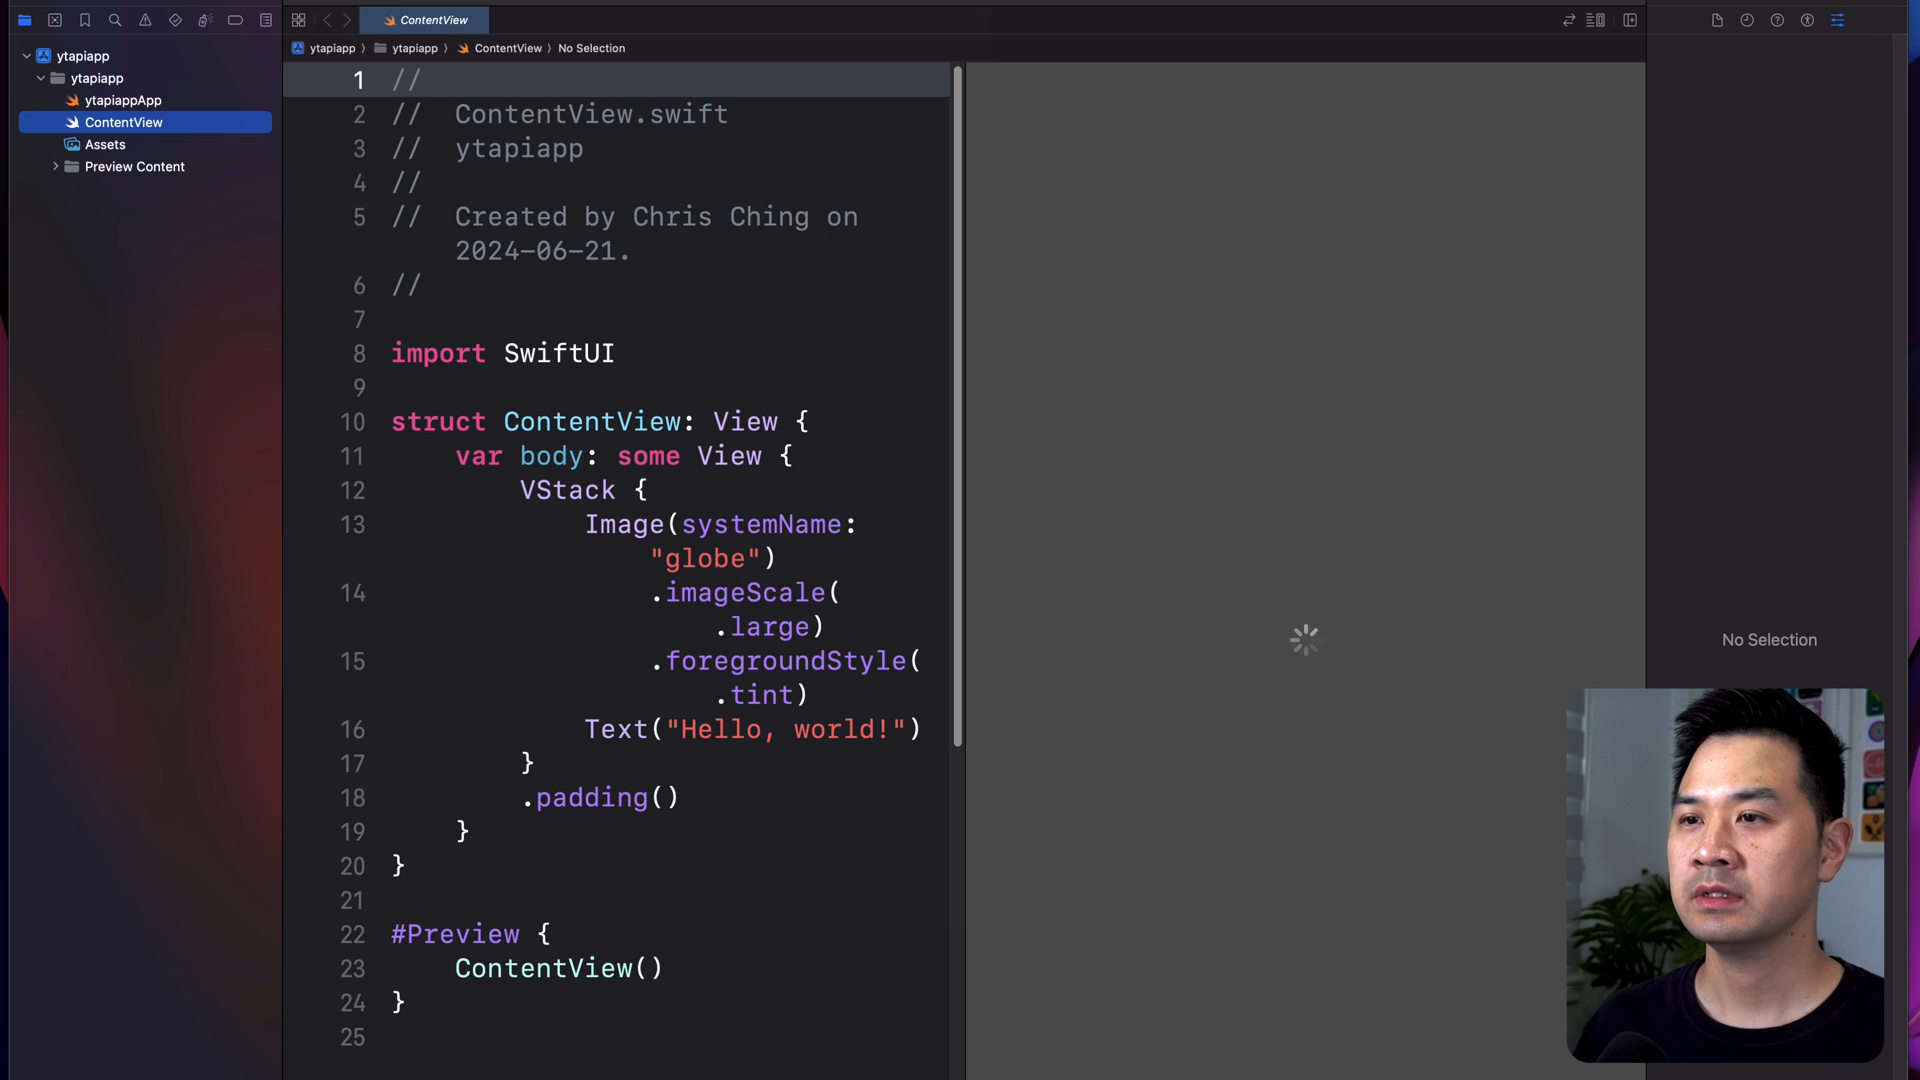 ContentView
ytapiapp
ytapiapp
ytapiappApp
ContentView
Assets
Preview Content
ytapiapp ⟩ ytapiapp ⟩ ContentView ⟩ No Selection
1 //
2 //  ContentView.swift
3 //  ytapiapp
4 //
5 //  Created by Chris Ching on
2024-06-21.
6 //
7
8 import SwiftUI
9
10 struct ContentView: View {
11 var body: some View {
12 VStack {
13 Image(systemName:
"globe")
14 .imageScale(
.large)
15 .foregroundStyle(
.tint)
16 Text("Hello, world!")
17 }
18 .padding()
19 }
20 }
21
22 #Preview {
23 ContentView()
24 }
25
No Selection